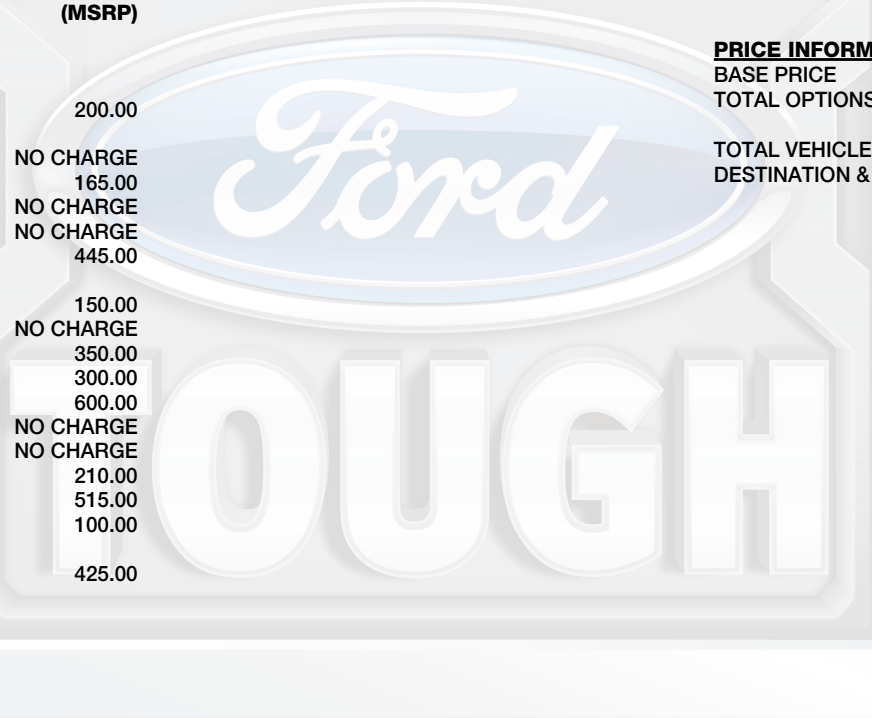 (MSRP)
200.00
NO CHARGE
165.00
NO CHARGE
NO CHARGE
445.00
150.00
NO CHARGE
350.00
300.00
600.00
NO CHARGE
NO CHARGE
210.00
515.00
100.00
425.00
PRICE INFORM
BASE PRICE
TOTAL OPTIONS
TOTAL VEHICLE
DESTINATION &
Ford
TOUGH